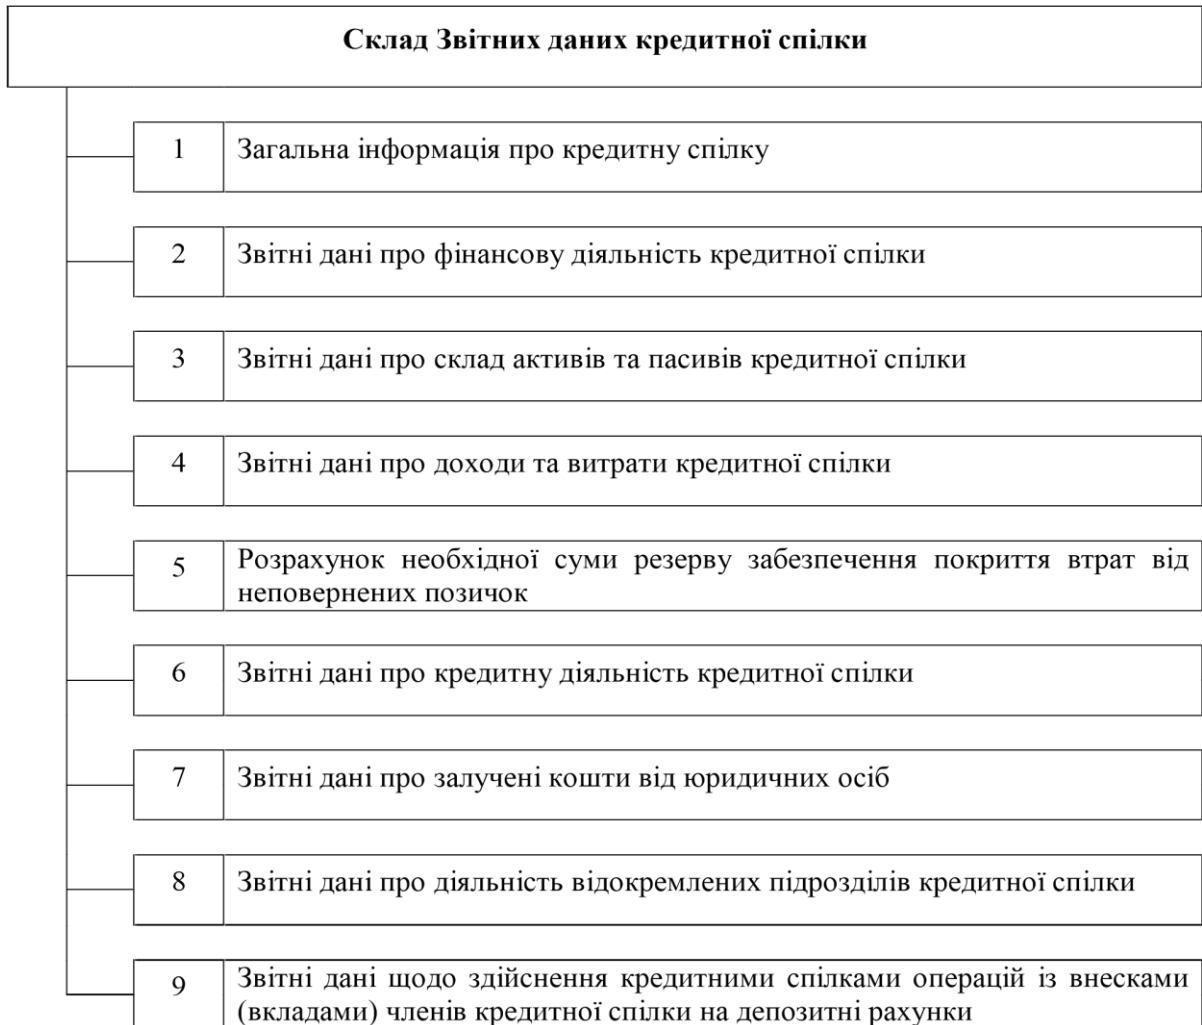 Склад Звітних даних кредитної спілки
1 Загальна інформація про кредитну спілку
2 Звітні дані про фінансову діяльність кредитної спілки
3 Звітні дані про склад активів та пасивів кредитної спілки
4 Звітні дані про доходи та витрати кредитної спілки
5 Розрахунок необхідної суми резерву забезпечення покриття втрат від
неповернених позичок
6 Звітні дані про кредитну діяльність кредитної спілки
7 Звітні дані про залучені кошти від юридичних осіб
8 Звітні дані про діяльність відокремлених підрозділів кредитної спілки
9 Звітні дані щодо здійснення кредитними спілками операцій із внесками
(вкладами) членів кредитної спілки на депозитні рахунки